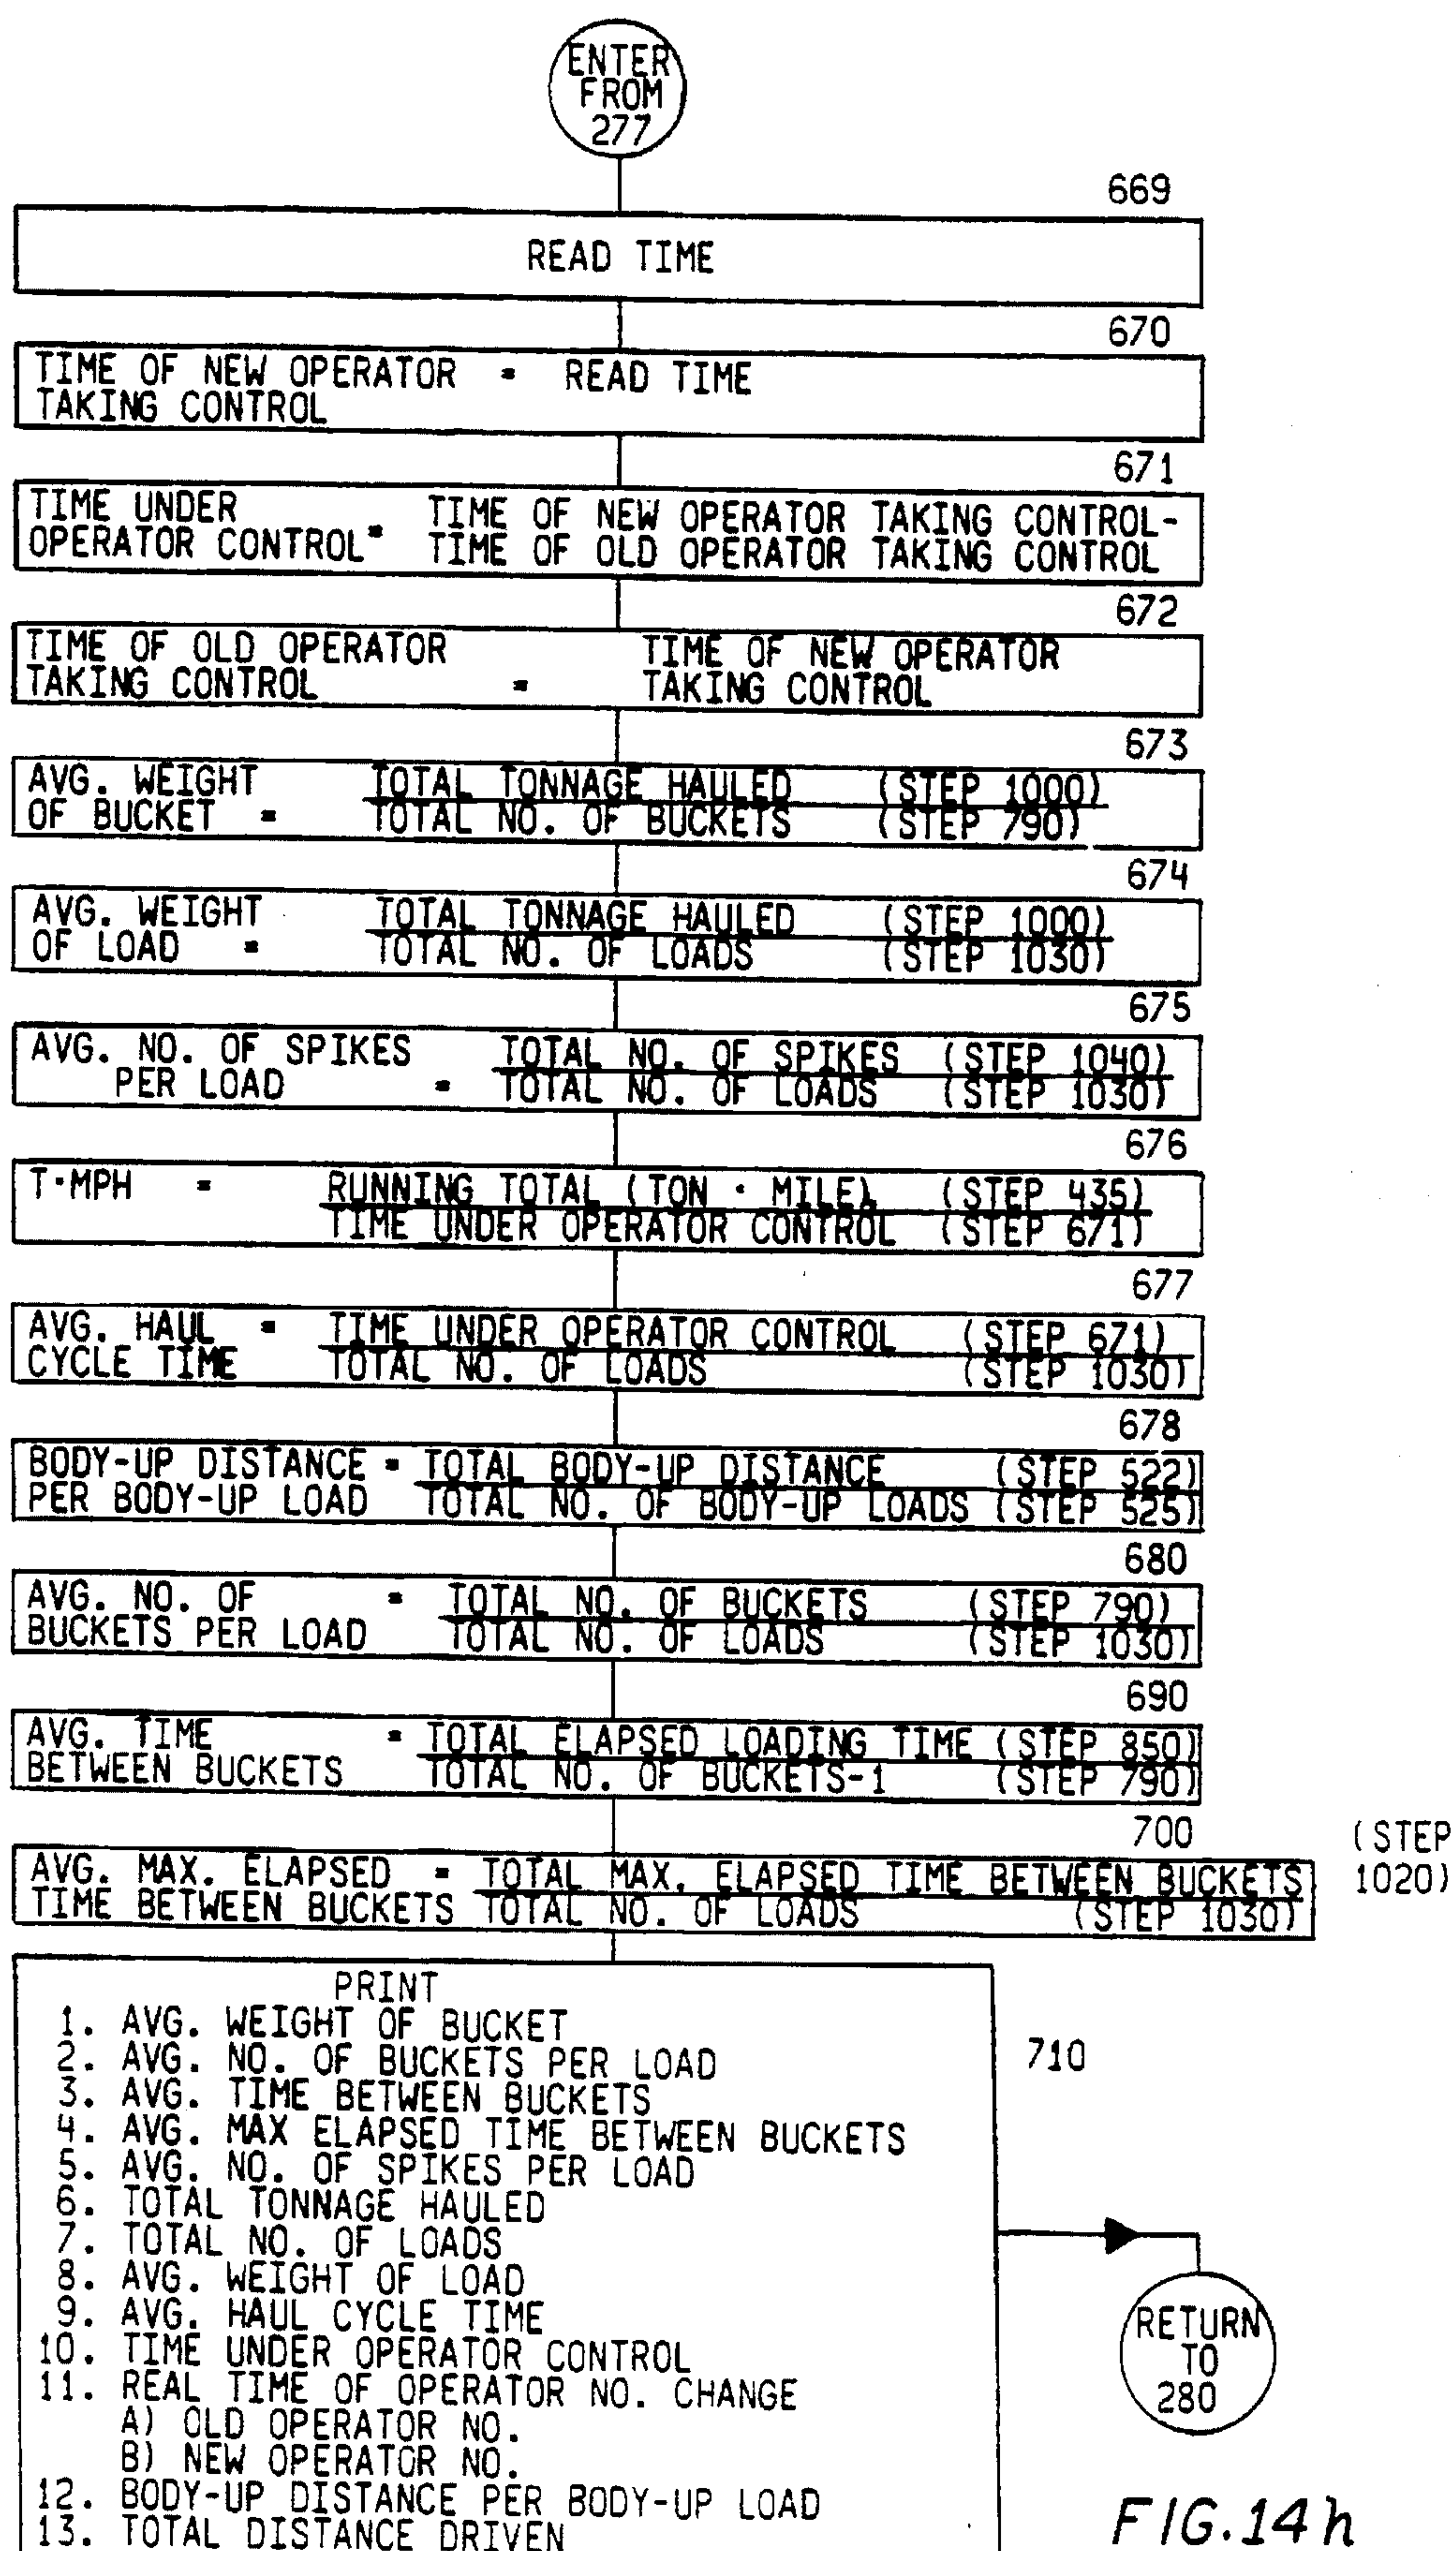 ENTER
FROM
277
669
READ TIME
670
TIME OF NEW OPERATOR = READ TIME
TAKING CONTROL
671
TIME UNDER TIME OF NEW OPERATOR TAKING CONTROL-
OPERATOR CONTROL= TIME OF OLD OPERATOR TAKING CONTROL
672
TIME OF OLD OPERATOR TIME OF NEW OPERATOR
TAKING CONTROL = TAKING CONTROL
673
AVG. WEIGHT TOTAL TONNAGE HAULED (STEP 1000)
OF BUCKET = TOTAL NO. OF BUCKETS (STEP 790)
674
AVG. WEIGHT TOTAL TONNAGE HAULED (STEP 1000)
OF LOAD = TOTAL NO. OF LOADS (STEP 1030)
675
AVG. NO. OF SPIKES TOTAL NO. OF SPIKES (STEP 1040)
PER LOAD = TOTAL NO. OF LOADS (STEP 1030)
676
T·MPH = RUNNING TOTAL (TON · MILE) (STEP 435)
TIME UNDER OPERATOR CONTROL (STEP 671)
677
AVG. HAUL = TIME UNDER OPERATOR CONTROL (STEP 671)
CYCLE TIME TOTAL NO. OF LOADS (STEP 1030)
678
BODY-UP DISTANCE = TOTAL BODY-UP DISTANCE (STEP 522)
PER BODY-UP LOAD TOTAL NO. OF BODY-UP LOADS (STEP 525)
680
AVG. NO. OF = TOTAL NO. OF BUCKETS (STEP 790)
BUCKETS PER LOAD TOTAL NO. OF LOADS (STEP 1030)
690
AVG. TIME = TOTAL ELAPSED LOADING TIME (STEP 850)
BETWEEN BUCKETS TOTAL NO. OF BUCKETS-1 (STEP 790)
700 (STEP
AVG. MAX. ELAPSED = TOTAL MAX. ELAPSED TIME BETWEEN BUCKETS 1020)
TIME BETWEEN BUCKETS TOTAL NO. OF LOADS (STEP 1030)
PRINT
1. AVG. WEIGHT OF BUCKET
2. AVG. NO. OF BUCKETS PER LOAD
710
3. AVG. TIME BETWEEN BUCKETS
4. AVG. MAX ELAPSED TIME BETWEEN BUCKETS
5. AVG. NO. OF SPIKES PER LOAD
6. TOTAL TONNAGE HAULED
7. TOTAL NO. OF LOADS
8. AVG. WEIGHT OF LOAD
9. AVG. HAUL CYCLE TIME
10. TIME UNDER OPERATOR CONTROL
11. REAL TIME OF OPERATOR NO. CHANGE
A) OLD OPERATOR NO.
B) NEW OPERATOR NO.
12. BODY-UP DISTANCE PER BODY-UP LOAD
13. TOTAL DISTANCE DRIVEN
RETURN
TO
280
FIG.14h